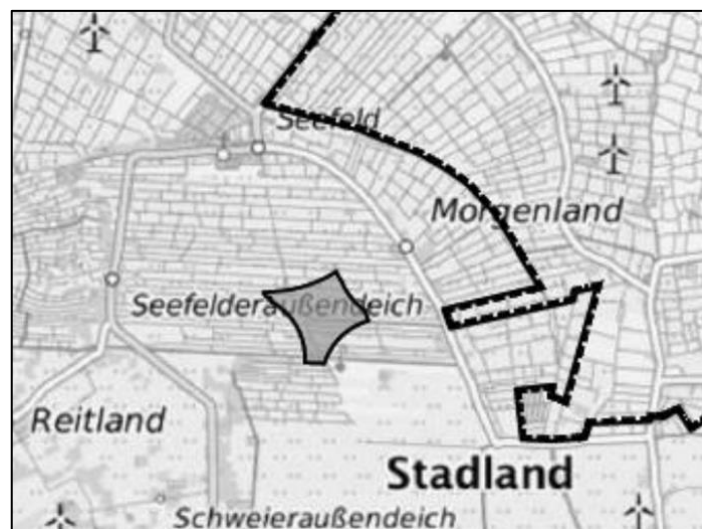 Seefeld
Morgenland
Seefelderaußendeich
Reitland
Stadland
Schweieraußendeich